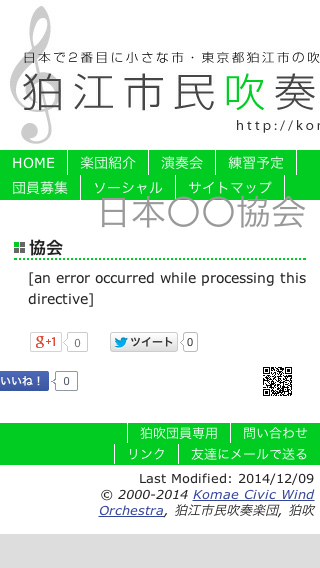 日本で2番目に小さな市・東京都狛江市の吹
狛江市民吹奏
http://kor
HOME 楽団紹介 演奏会 練習予定
団員募集 ソーシャル サイトマップ
日本〇〇協会
協会
[an error occurred while processing this
directive]
g+1 0 ツイート 0
いいね！ 0
狛吹団員専用 問い合わせ
リンク 友達にメールで送る
Last Modified: 2014/12/09
© 2000-2014 Komae Civic Wind
Orchestra, 狛江市民吹奏楽団, 狛吹